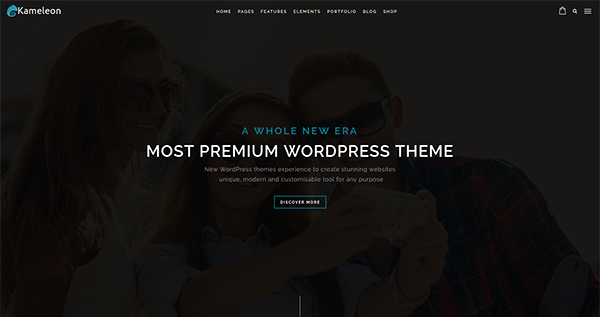 Kameleon
HOME PAGES FEATURES ELEMENTS PORTFOLIO BLOG SHOP
A WHOLE NEW ERA
MOST PREMIUM WORDPRESS THEME
New WordPress themes experience to create stunning websites
unique, modern and customisable tool for any purpose
DISCOVER MORE